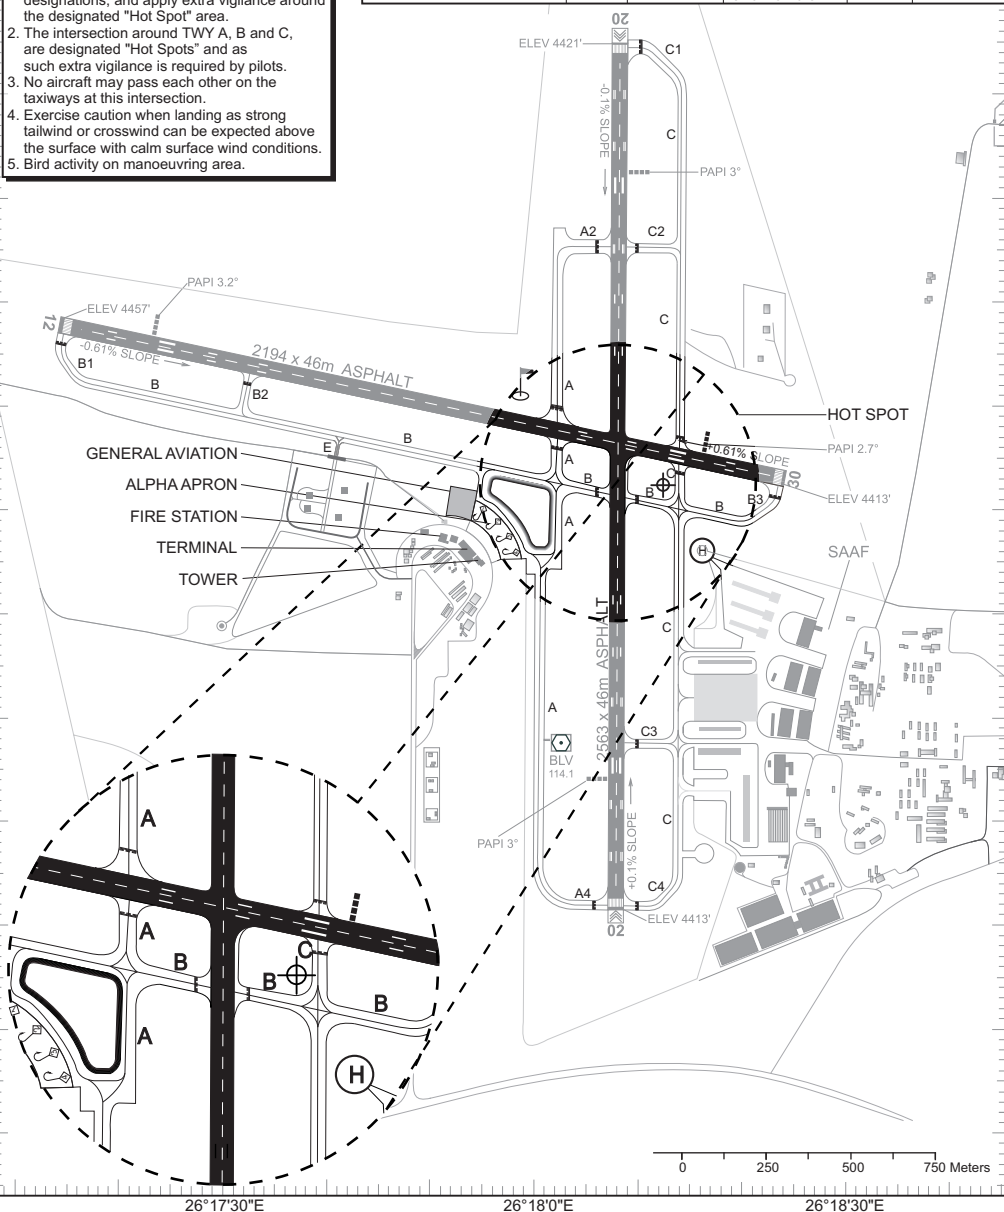 designations, and apply extra vigilance around
the designated "Hot Spot" area.
2. The intersection around TWY A, B and C,
are designated "Hot Spots” and as
such extra vigilance is required by pilots.
3. No aircraft may pass each other on the
taxiways at this intersection.
4. Exercise caution when landing as strong
tailwind or crosswind can be expected above
the surface with calm surface wind conditions.
5. Bird activity on manoeuvring area.
20
ELEV 4421'
C1
-0.1% SLOPE
C
PAPI 3°
A2
C2
PAPI 3.2°
ELEV 4457'
12
-0.61% SLOPE
2194 x 46m ASPHALT
C
B1
B
B2
A
HOT SPOT
B
E
GENERAL AVIATION
PAPI 2.7°
+0.61% SLOPE
A
C
30
ALPHA APRON
B
B
B3
B
ELEV 4413'
FIRE STATION
A
TERMINAL
H
SAAF
TOWER
C
2563 x 46m ASPHALT
A
C3
BLV
114.1
PAPI 3°
+0.1% SLOPE
C
A4
C4
ELEV 4413'
02
A
A
B
C
B
B
A
H
0 250 500 750 Meters
26°17'30"E
26°18'0"E
26°18'30"E